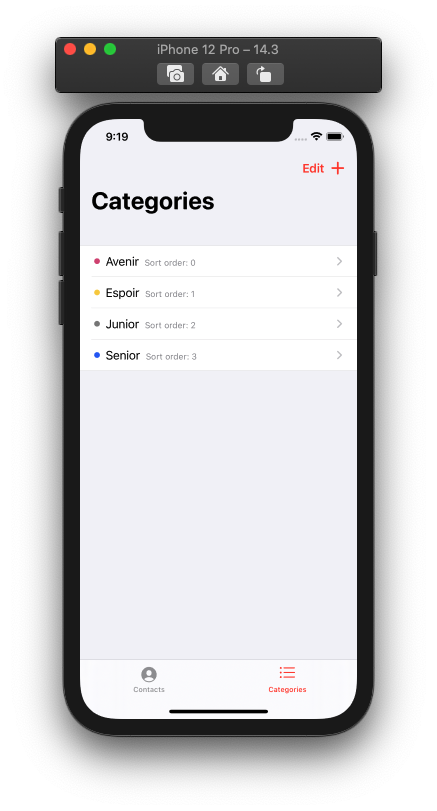 iPhone 12 Pro – 14.3
9:19
Edit
Categories
Avenir Sort order: 0
Espoir Sort order: 1
Junior Sort order: 2
Senior Sort order: 3
Contacts Categories